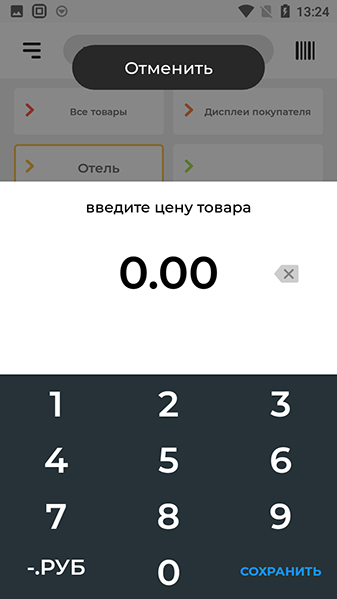 13:24
Отменить
Все товары
Дисплеи покупателя
Отель
введите цену товара
0.00
1 2 3
4 5 6
7 8 9
-.РУБ 0 СОХРАНИТЬ